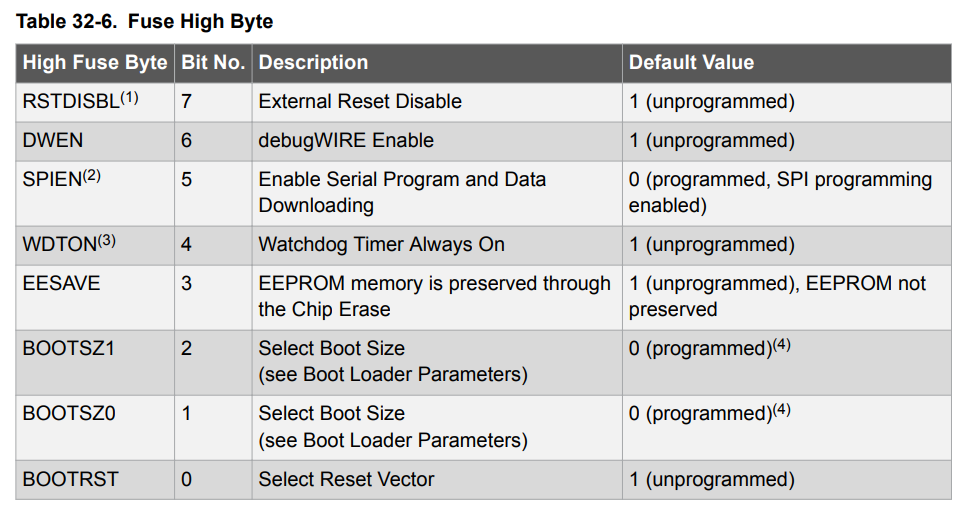 Table 32-6. Fuse High Byte
High Fuse Byte Bit No. Description Default Value
RSTDISBL(1) 7 External Reset Disable 1 (unprogrammed)
DWEN 6 debugWIRE Enable 1 (unprogrammed)
SPIEN(2) 5 Enable Serial Program and Data 0 (programmed, SPI programming
Downloading enabled)
WDTON(3) 4 Watchdog Timer Always On 1 (unprogrammed)
EESAVE 3 EEPROM memory is preserved through 1 (unprogrammed), EEPROM not
the Chip Erase preserved
BOOTSZ1 2 Select Boot Size 0 (programmed)(4)
(see Boot Loader Parameters)
BOOTSZ0 1 Select Boot Size 0 (programmed)(4)
(see Boot Loader Parameters)
BOOTRST 0 Select Reset Vector 1 (unprogrammed)